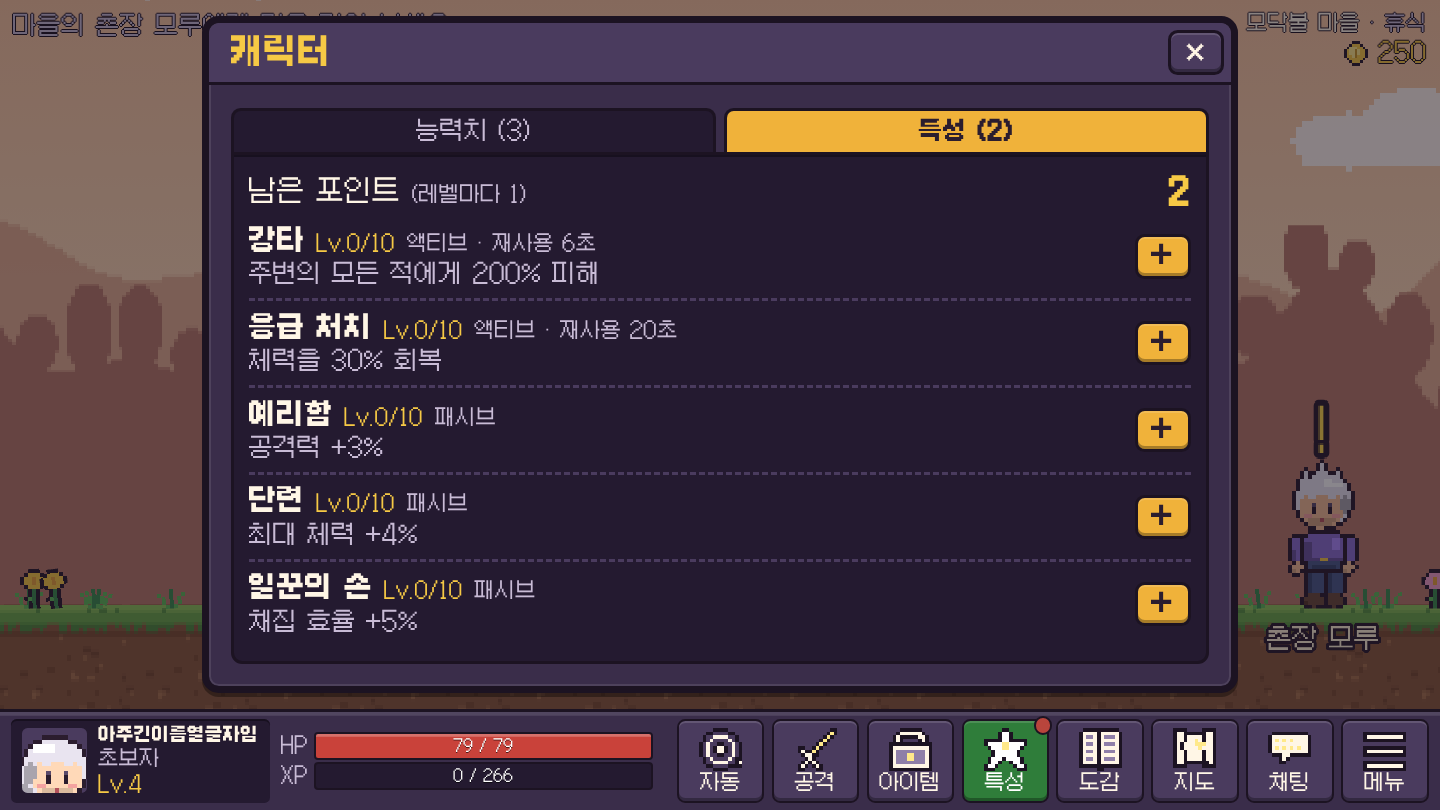 마을의 촌장 모루
모닥불 마을 · 휴식
250
캐릭터
능력치 (3)
특성 (2)
남은 포인트 (레벨마다 1)
2
강타 Lv.0/10 액티브 · 재사용 6초
주변의 모든 적에게 200% 피해
응급 처치 Lv.0/10 액티브 · 재사용 20초
체력을 30% 회복
예리함 Lv.0/10 패시브
공격력 +3%
단련 Lv.0/10 패시브
최대 체력 +4%
일꾼의 손 Lv.0/10 패시브
채집 효율 +5%
촌장 모루
아주긴이름열글자임
초보자
Lv.4
HP 79 / 79
XP 0 / 266
자동
공격
아이템
특성
도감
지도
채팅
메뉴